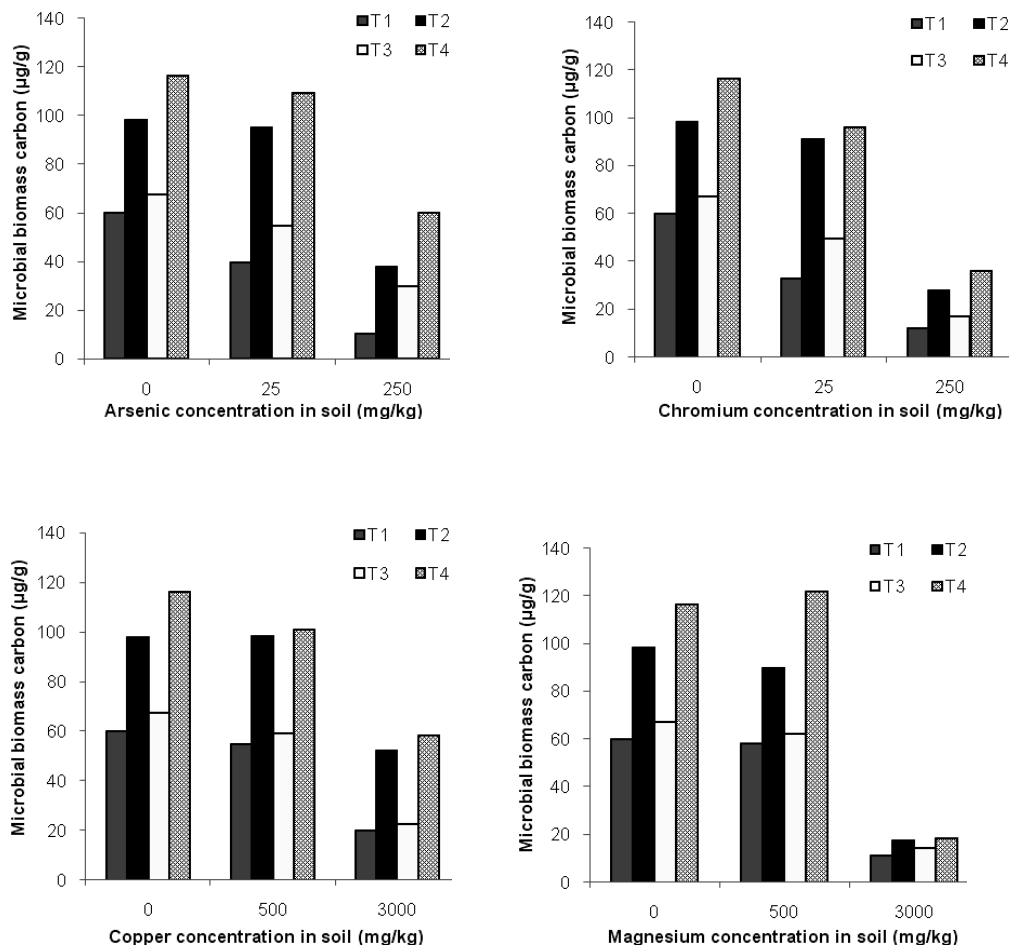 Microbial biomass carbon (µg/g)
140
120
100
80
60
40
20
0
T1 T2
T3 T4
0 25 250
Arsenic concentration in soil (mg/kg)
Microbial biomass carbon (µg/g)
140
120
100
80
60
40
20
0
T1 T2
T3 T4
0 25 250
Chromium concentration in soil (mg/kg)
Microbial biomass carbon (µg/g)
140
120
100
80
60
40
20
0
T1 T2
T3 T4
0 500 3000
Copper concentration in soil (mg/kg)
Microbial biomass carbon (µg/g)
140
120
100
80
60
40
20
0
T1 T2
T3 T4
0 500 3000
Magnesium concentration in soil (mg/kg)